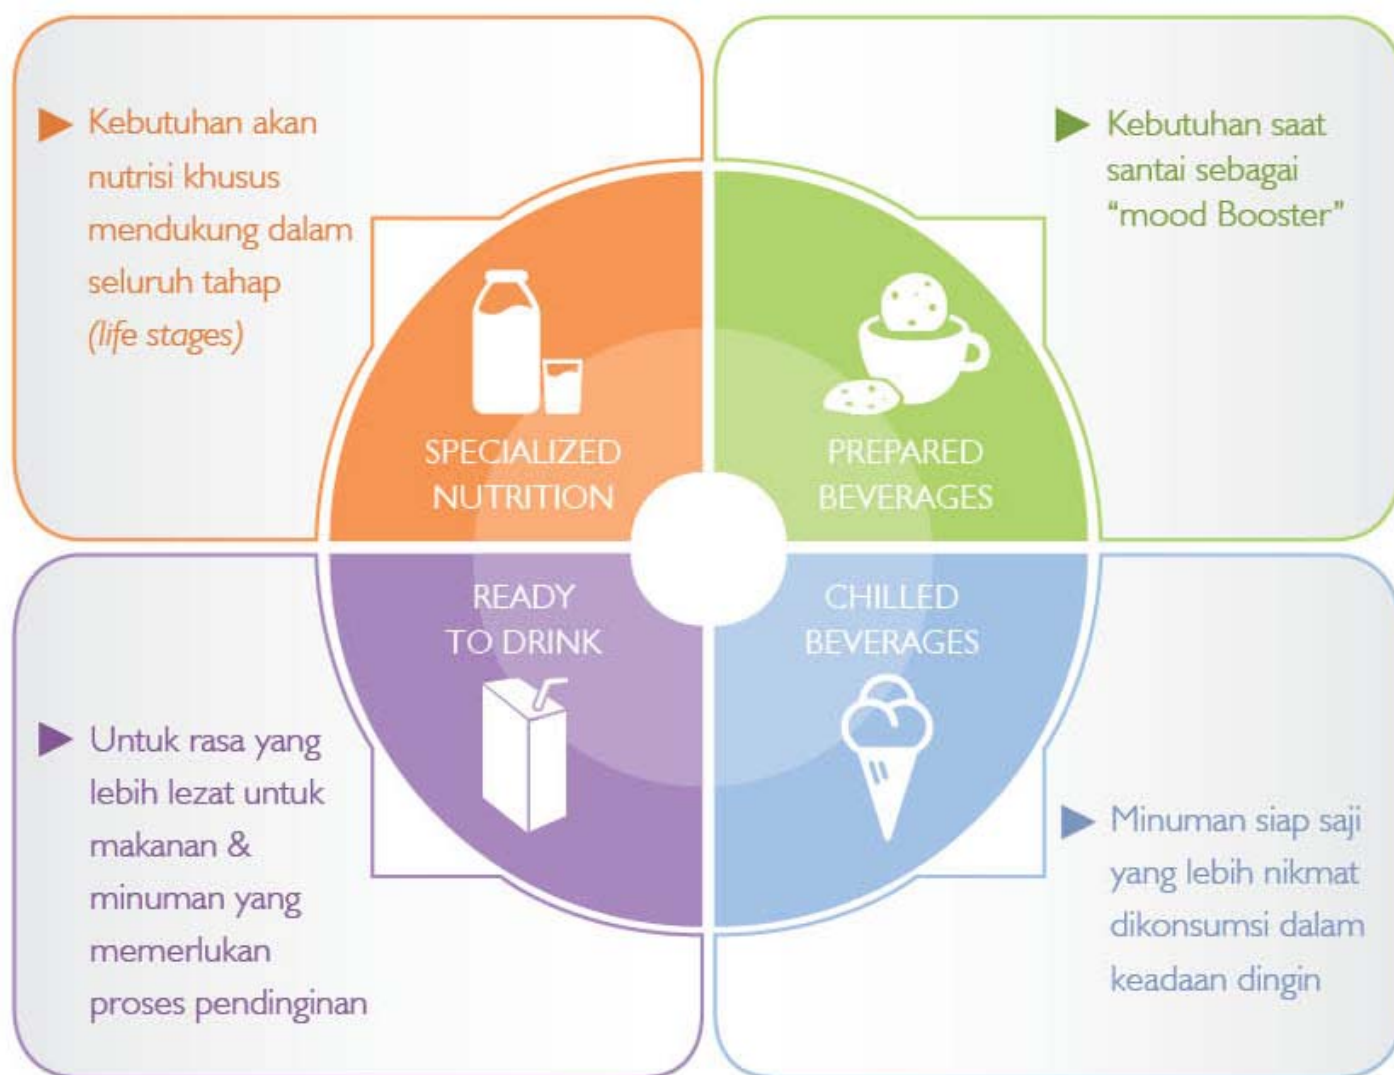 Kebutuhan akan
nutrisi khusus
mendukung dalam
seluruh tahap
(life stages)
Kebutuhan saat
santai sebagai
“mood Booster”
SPECIALIZED
NUTRITION
PREPARED
BEVERAGES
READY
TO DRINK
CHILLED
BEVERAGES
Untuk rasa yang
lebih lezat untuk
makanan &
minuman yang
memerlukan
proses pendinginan
Minuman siap saji
yang lebih nikmat
dikonsumsi dalam
keadaan dingin